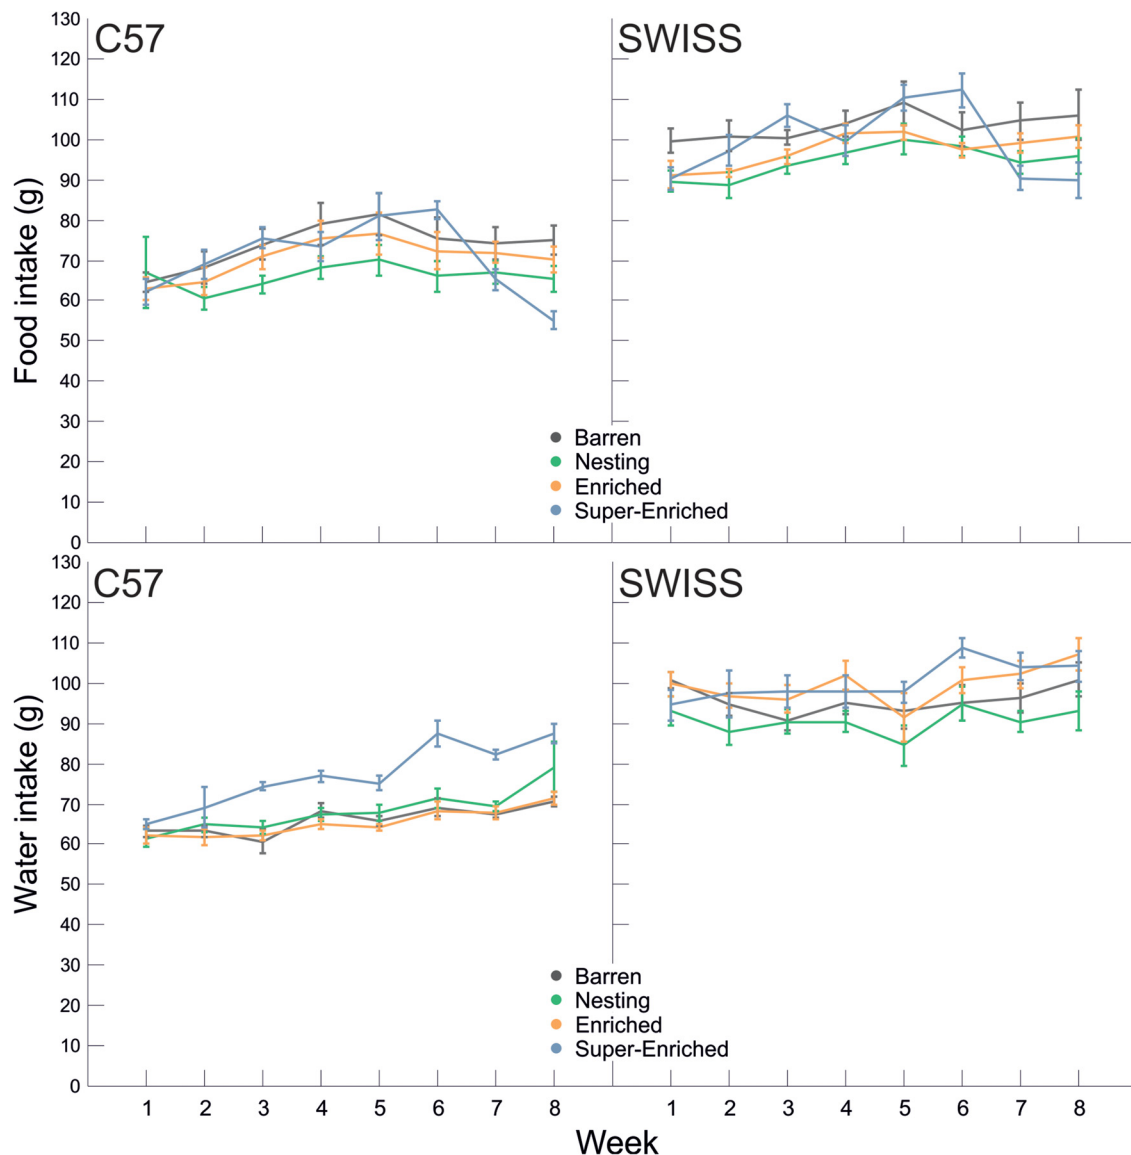 C57
SWISS
130
120
110
100
90
80
70
60
50
40
30
20
10
0
Food intake (g)
Barren
Nesting
Enriched
Super-Enriched
C57
SWISS
130
120
110
100
90
80
70
60
50
40
30
20
10
0
Water intake (g)
Barren
Nesting
Enriched
Super-Enriched
1 2 3 4 5 6 7 8 1 2 3 4 5 6 7 8
Week